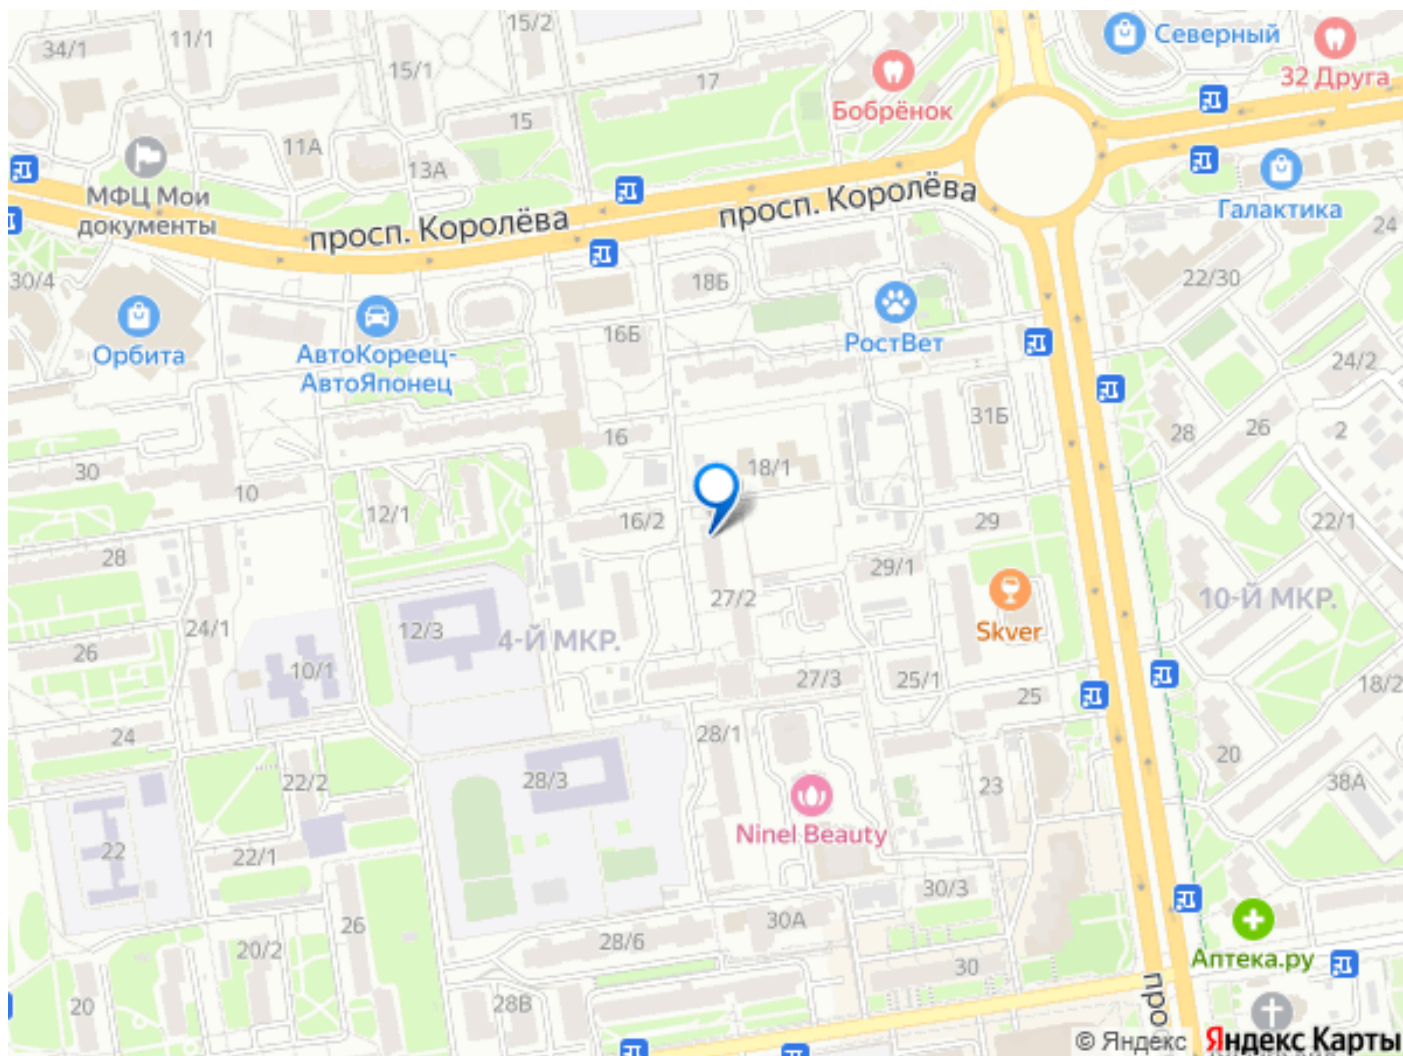 15/2
34/1
11/1
Северный
32 Друга
15/1
17
Бобрёнок
15
11А
13А
МФЦ Мои
документы
просп. Королёва
просп. Королёва
Галактика
24
30/4
18Б
22/30
16Б
РостВет
Орбита
АвтоКореец-
АвтоЯпонец
24/2
31Б
28
26
2
16
30
10
18/1
12/1
16/2
29
22/1
28
29/1
27/2
10-Й МКР.
24/1
12/3
4-Й МКР.
Skver
26
10/1
27/3
25/1
25
18/2
24
28/1
20
22/2
28/3
23
38А
Ninel Beauty
22
22/1
30/3
26
30А
20/2
28/6
Аптека.ру
30
20
28В
про
© Яндекс
Яндекс Карты